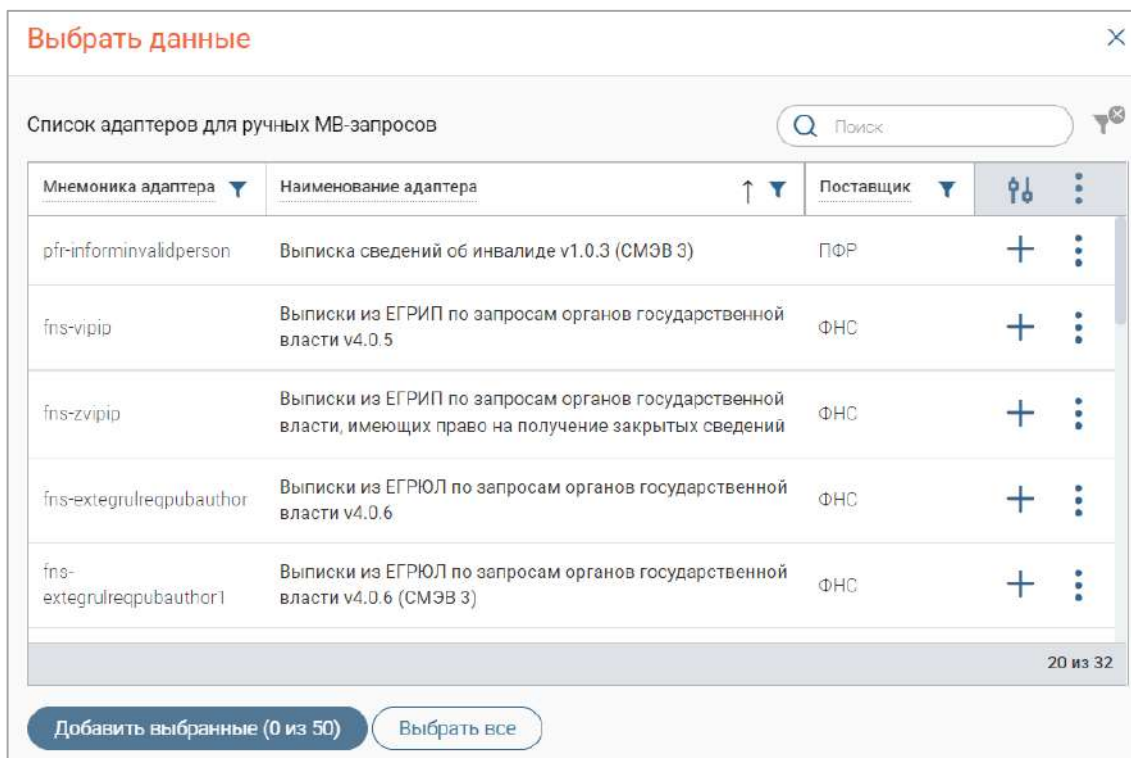 Выбрать данные
Список адаптеров для ручных МВ-запросов
Поиск
Мнемоника адаптера
Наименование адаптера
Поставщик
pfr-informinvalidperson
Выписка сведений об инвалиде v1.0.3 (СМЭВ 3)
ПФР
fns-vipip
Выписки из ЕГРИП по запросам органов государственной
власти v4.0.5
ФНС
fns-zvipip
Выписки из ЕГРИП по запросам органов государственной
власти, имеющих право на получение закрытых сведений
ФНС
fns-extegrulreqpubauthor
Выписки из ЕГРЮЛ по запросам органов государственной
власти v4.0.6
ФНС
fns-
extegrulreqpubauthor1
Выписки из ЕГРЮЛ по запросам органов государственной
власти v4.0.6 (СМЭВ 3)
ФНС
20 из 32
Добавить выбранные (0 из 50)
Выбрать все